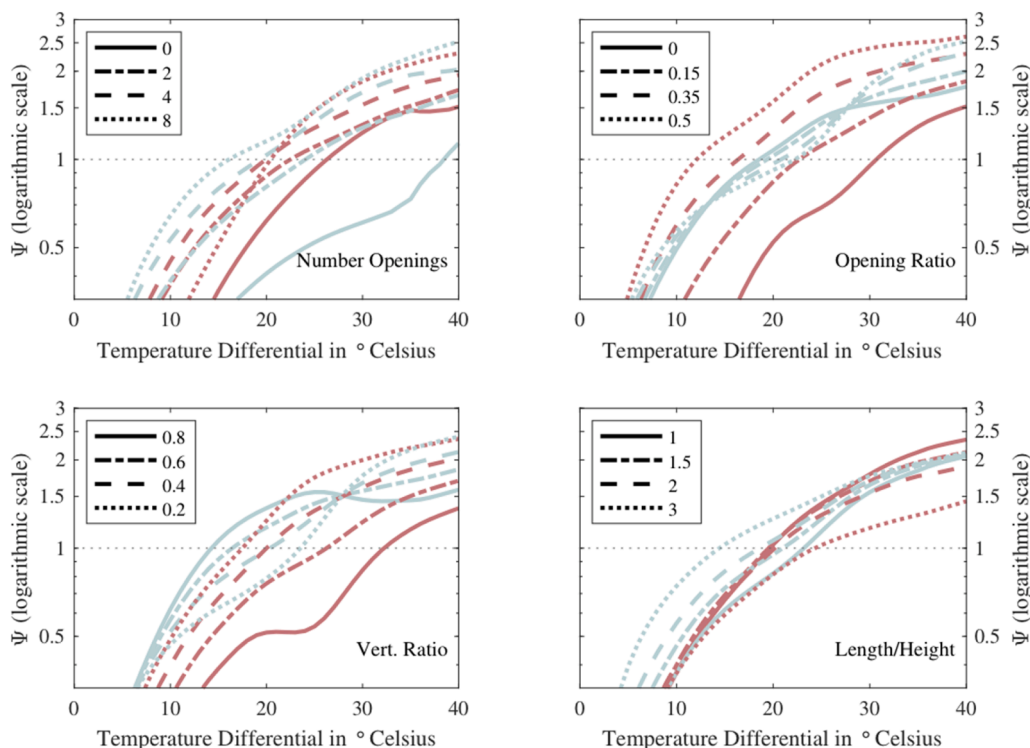 3
2.5
2
1.5
1
0.5
Ψ (logarithmic scale)
0
2
4
8
Number Openings
0 10 20 30 40
Temperature Differential in ° Celsius
0
0.15
0.35
0.5
Opening Ratio
3
2.5
2
1.5
1
0.5
Ψ (logarithmic scale)
0 10 20 30 40
Temperature Differential in ° Celsius
3
2.5
2
1.5
1
0.5
Ψ (logarithmic scale)
0.8
0.6
0.4
0.2
Vert. Ratio
0 10 20 30 40
Temperature Differential in ° Celsius
1
1.5
2
3
Length/Height
3
2.5
2
1.5
1
0.5
Ψ (logarithmic scale)
0 10 20 30 40
Temperature Differential in ° Celsius